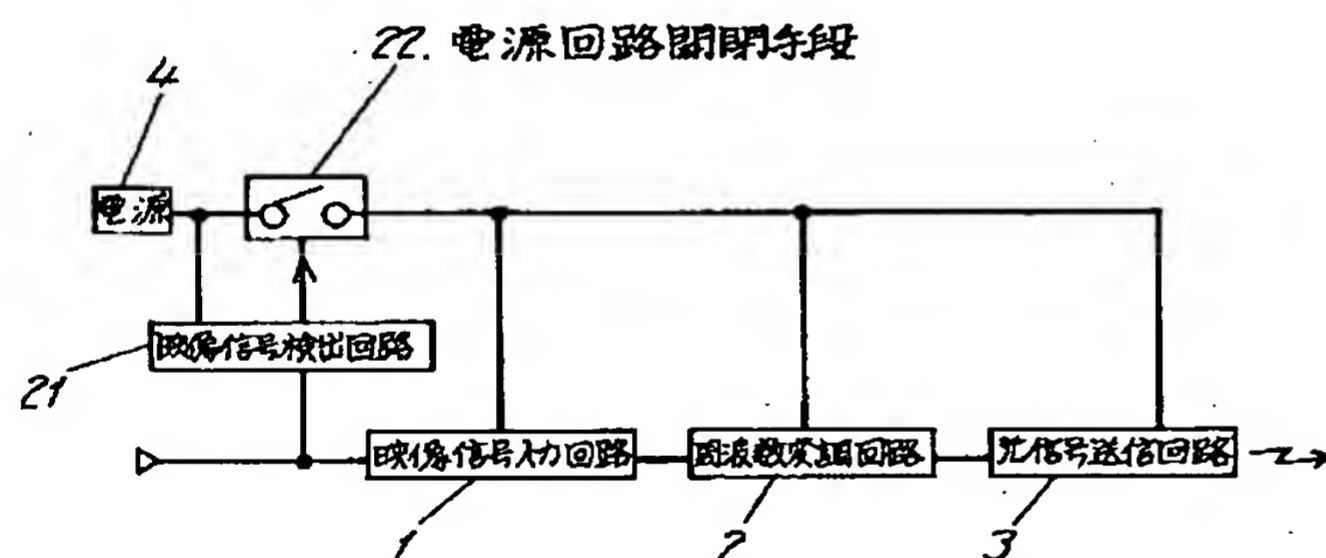 22. 電源回路開閉手段
4
電源
映像信号検出回路
21
映像信号入力回路
周波数変調回路
光信号送信回路
1
2
3